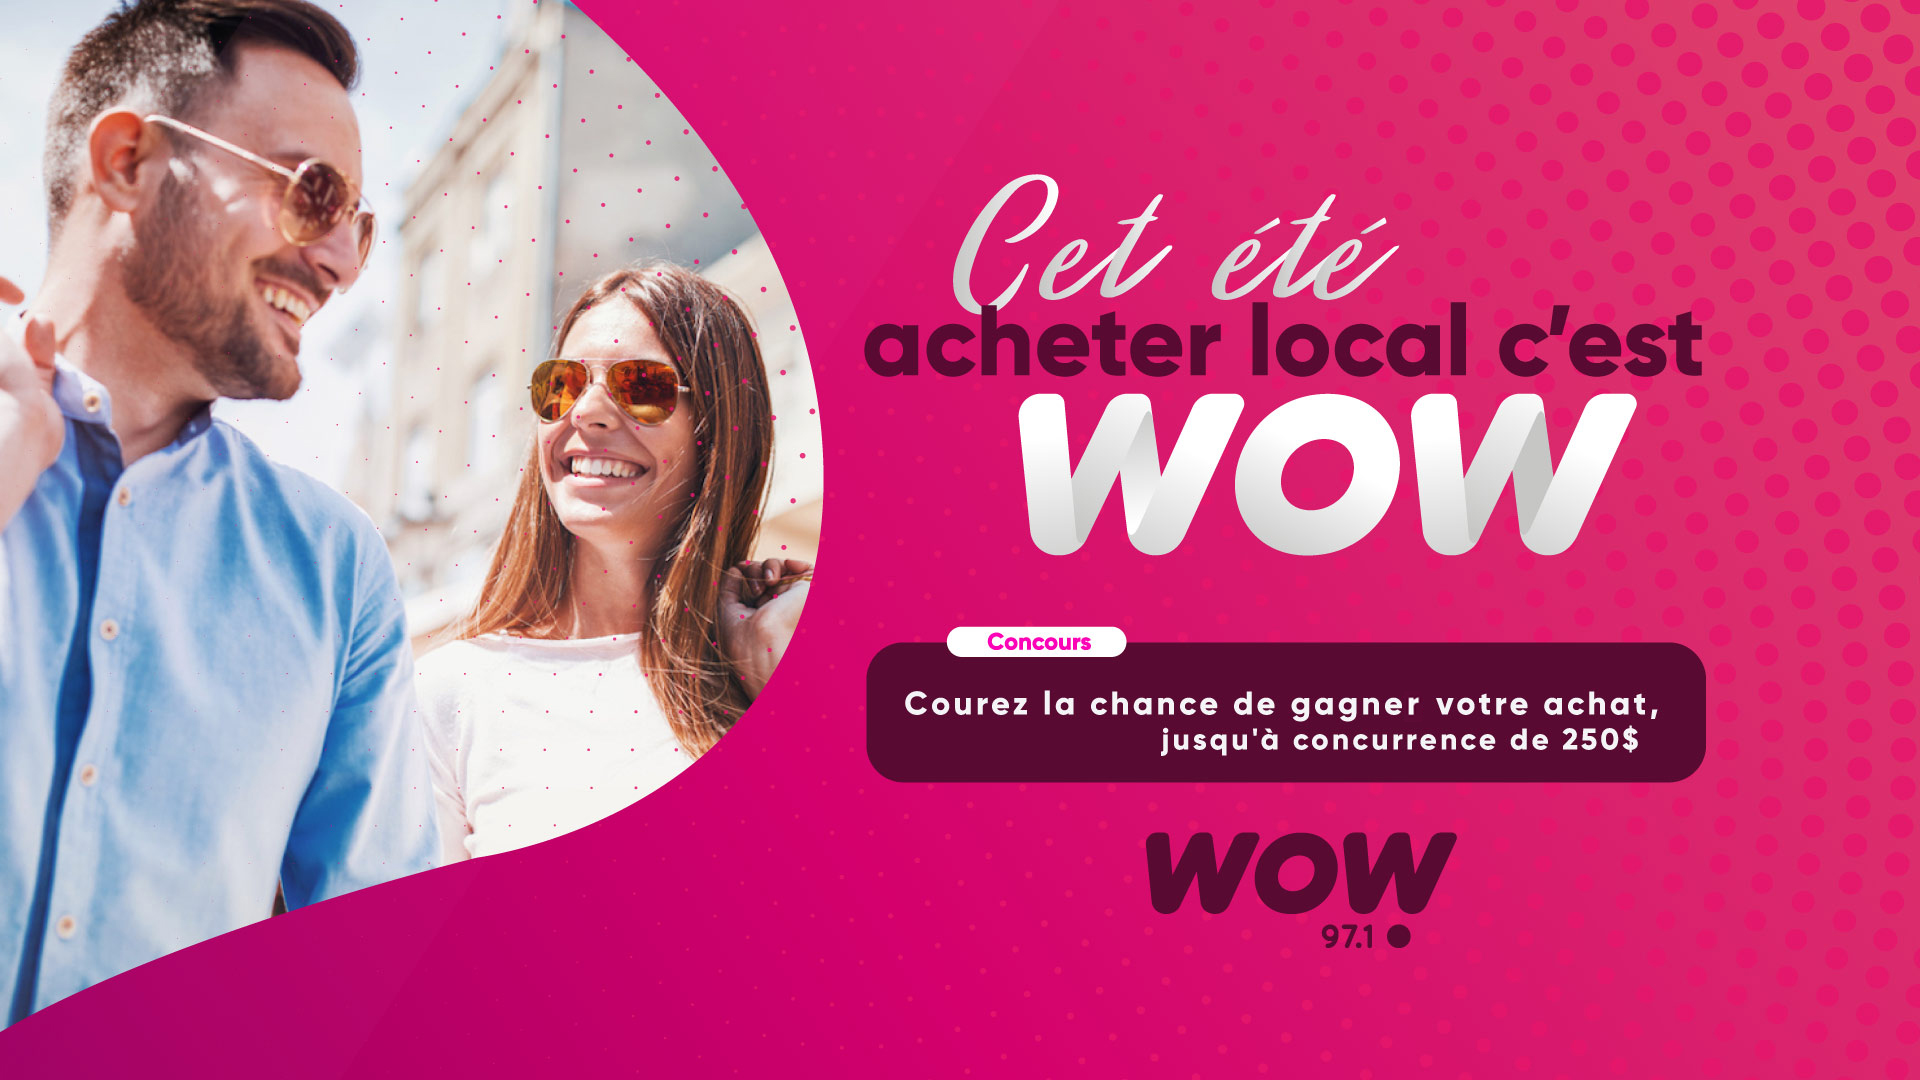 Cet été
acheter local c'est
WOW
Concours
Courez la chance de gagner votre achat,
jusqu'à concurrence de 250$
WOW
97.1